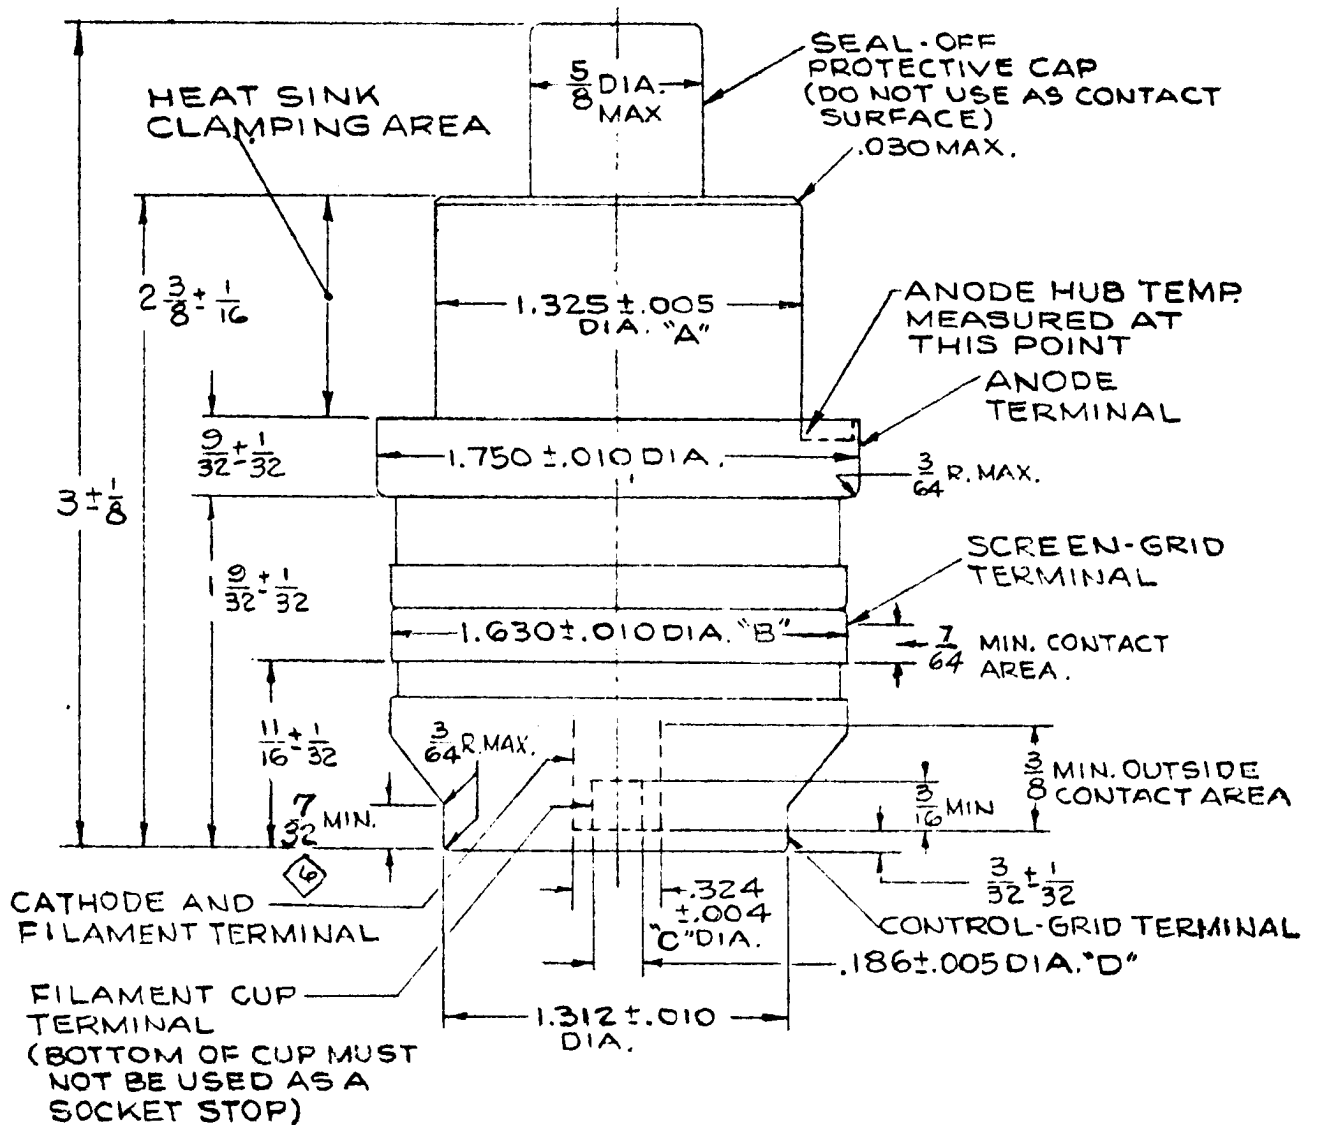 SEAL-OFF
PROTECTIVE CAP
(DO NOT USE AS CONTACT
SURFACE)
.030 MAX.
5/8 DIA.
MAX
HEAT SINK
CLAMPING AREA
2 3/8 ± 1/16
1.325 ±.005
DIA. "A"
ANODE HUB TEMP.
MEASURED AT
THIS POINT
ANODE
TERMINAL
9/32 ± 1/32
1.750 ±.010 DIA.
3/64 R. MAX.
3 ± 1/8
SCREEN-GRID
TERMINAL
9/32 ± 1/32
1.630 ±.010 DIA. "B"
7/64 MIN. CONTACT
AREA.
11/16 ± 1/32
3/64 R. MAX.
3/8 MIN. OUTSIDE
CONTACT AREA
3/16 MIN
7/32 MIN.
6
3/32 ± 1/32
CATHODE AND
FILAMENT TERMINAL
.324
±.004
"C" DIA.
CONTROL-GRID TERMINAL
.186±.005 DIA. "D"
FILAMENT CUP
TERMINAL
(BOTTOM OF CUP MUST
NOT BE USED AS A
SOCKET STOP)
1.312 ±.010
DIA.